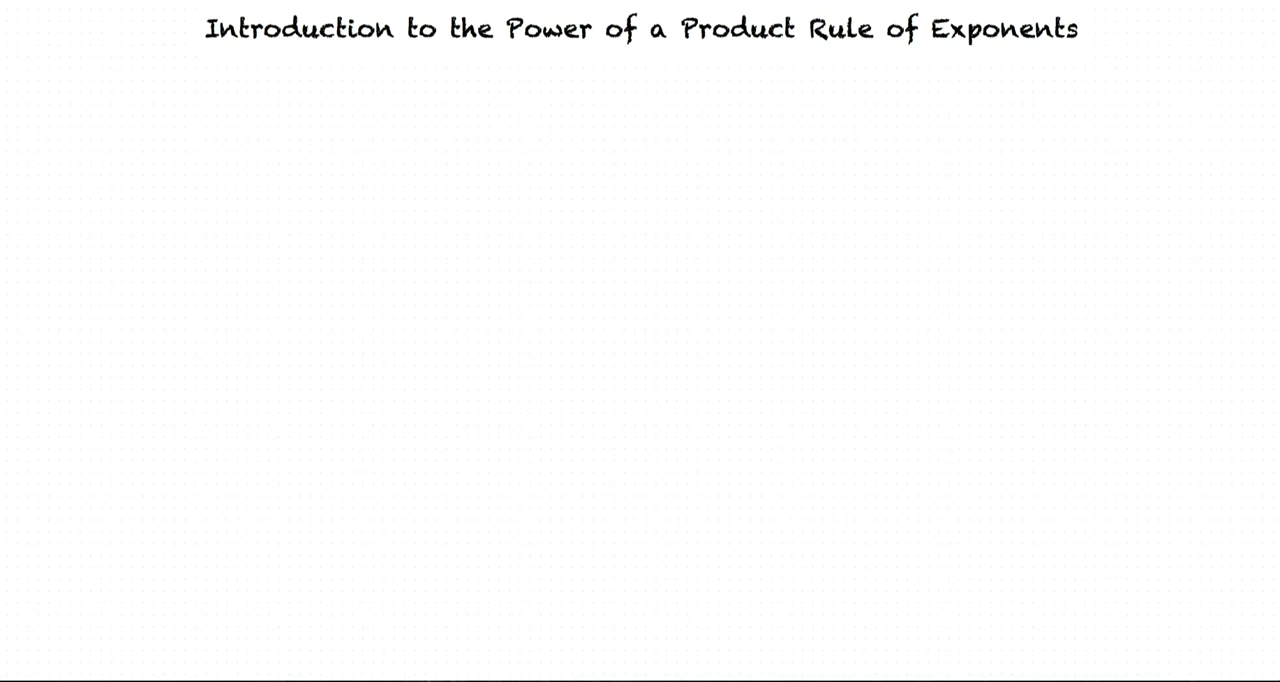 Introduction to the Power of a Product Rule of Exponents